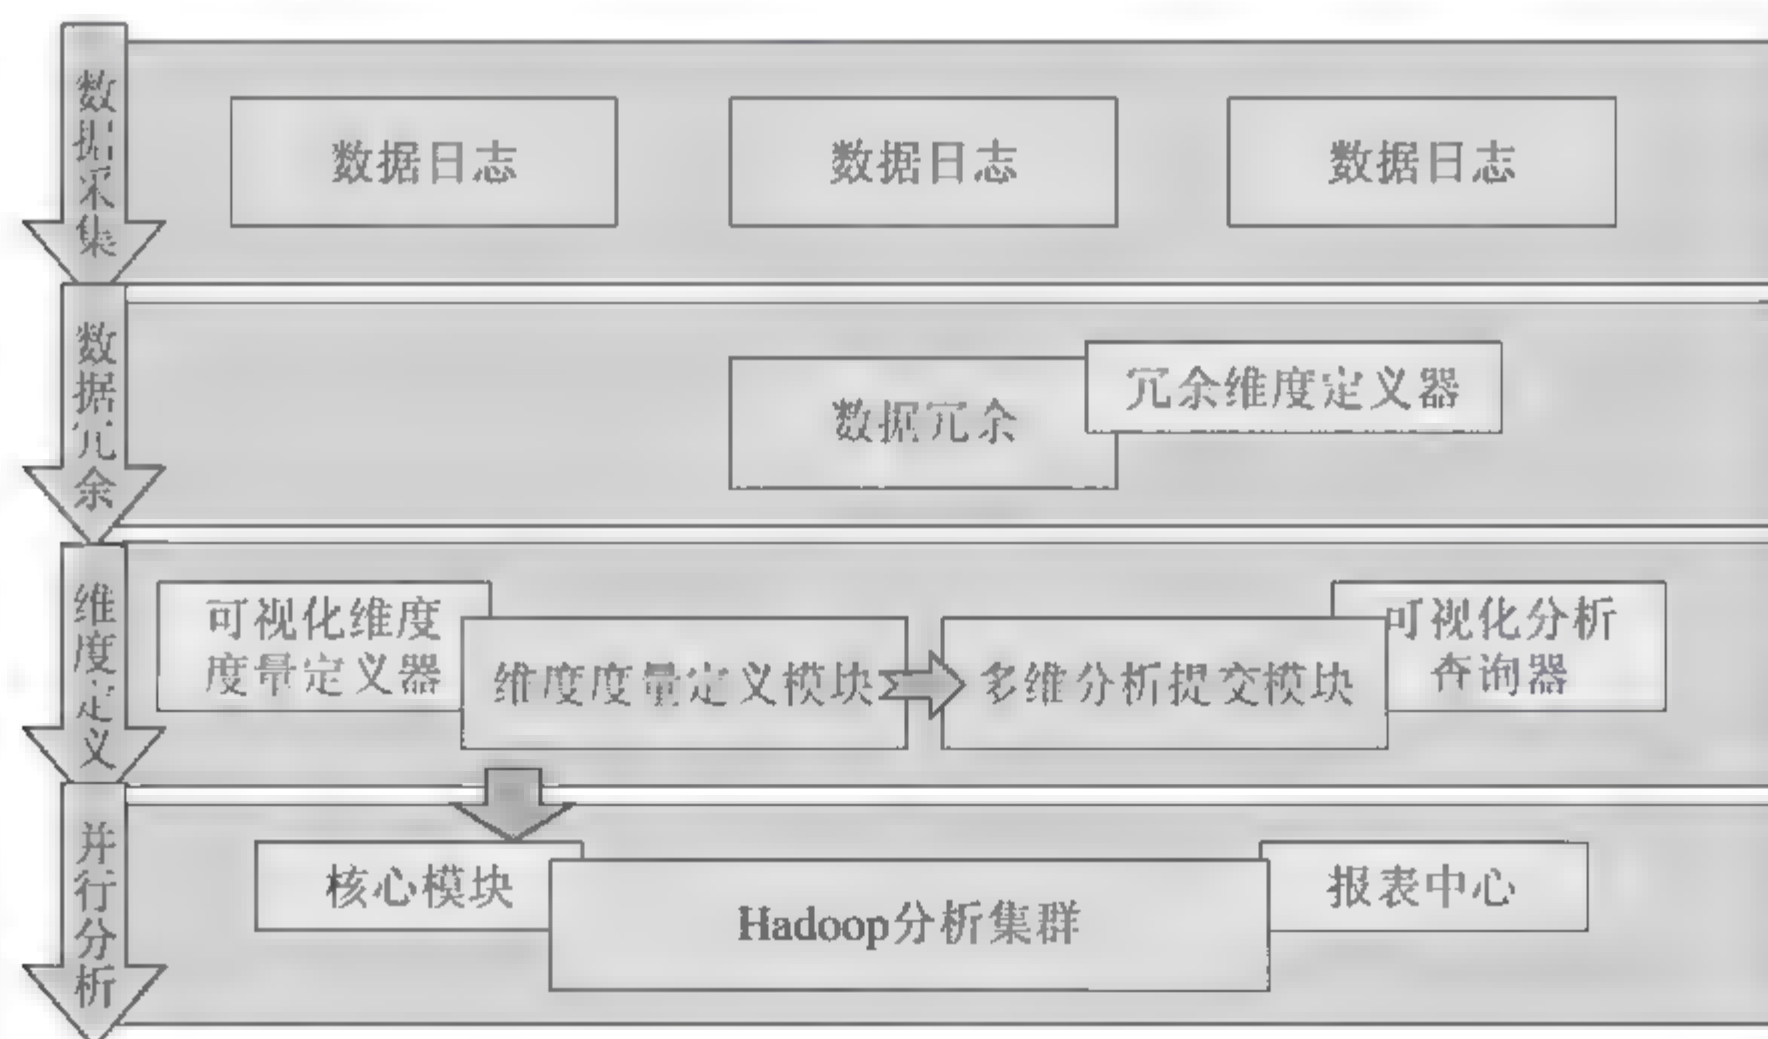 数据采集
数据日志
数据日志
数据日志
数据冗余
数据冗余
冗余维度定义器
维度定义
可视化维度
度量定义器
维度度量定义模块
多维分析提交模块
可视化分析
查询器
并行分析
核心模块
Hadoop分析集群
报表中心